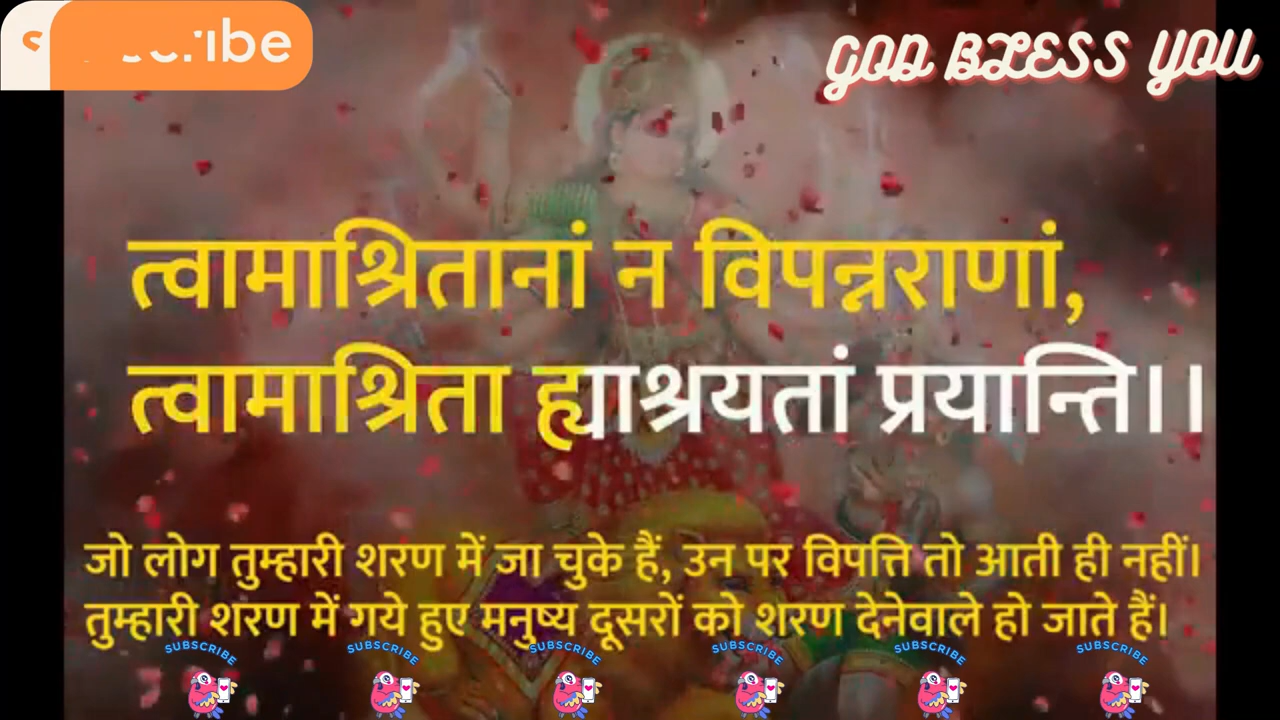 GOD BLESS YOU
त्वामाश्रितानां न विपन्नराणां,
त्वामाश्रिता ह्याश्रयतां प्रयान्ति।।
जो लोग तुम्हारी शरण में जा चुके हैं, उन पर विपत्ति तो आती ही नहीं।
तुम्हारी शरण में गये हुए मनुष्य दूसरों को शरण देनेवाले हो जाते हैं।
SUBSCRIBE SUBSCRIBE SUBSCRIBE SUBSCRIBE SUBSCRIBE SUBSCRIBE